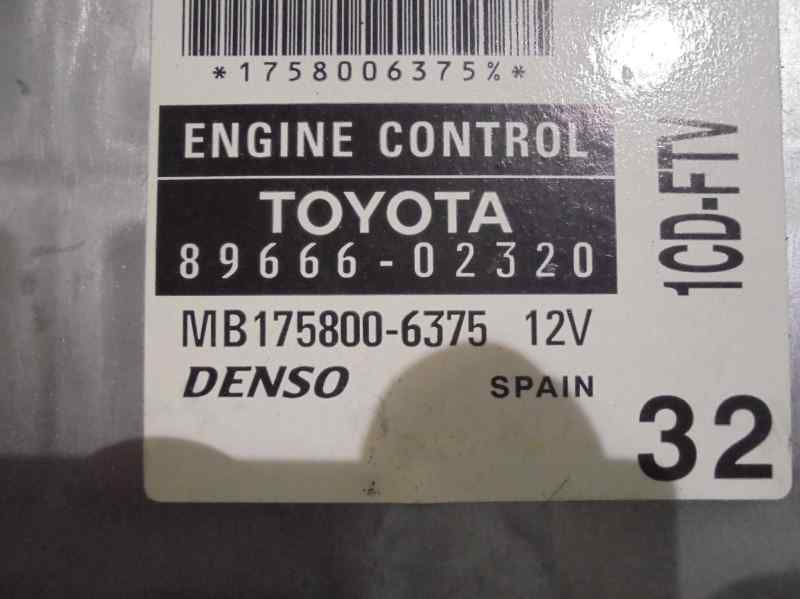 *1758006375%*
ENGINE CONTROL
TOYOTA
89666-02320
MB175800-6375 12V
DENSO SPAIN
32
1CD-FTV